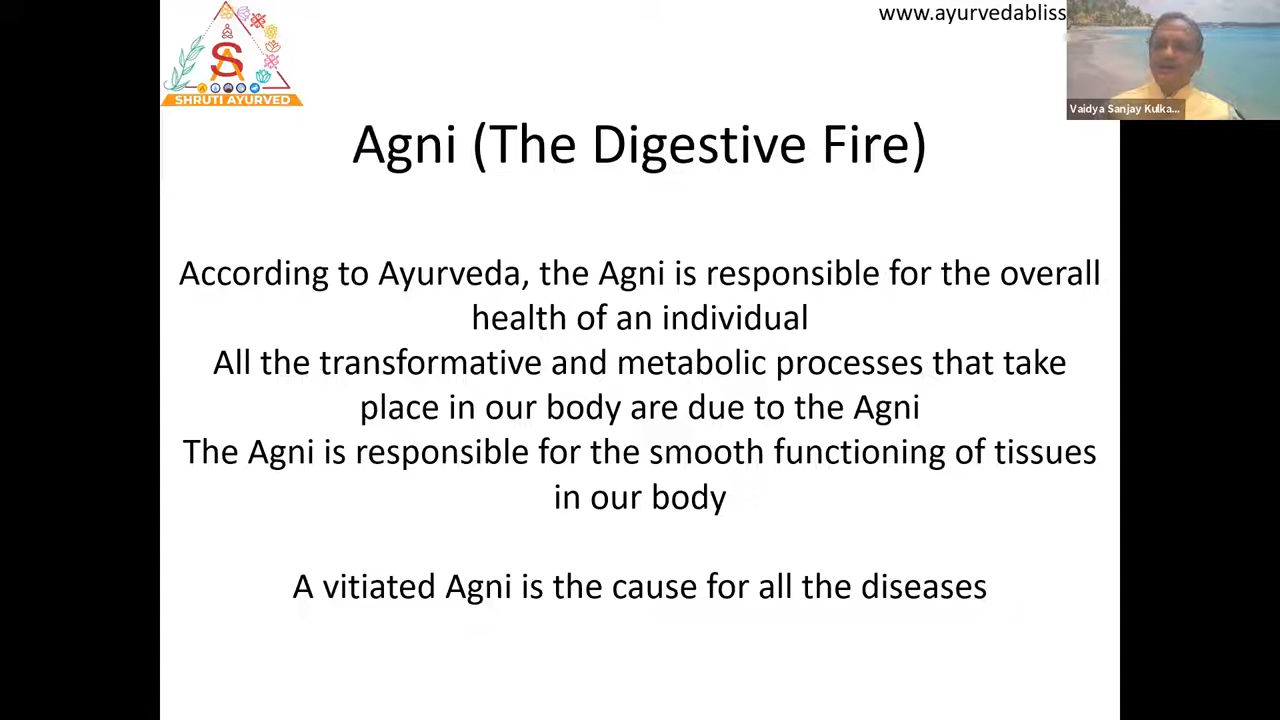 www.ayurvedabliss
S
A
SHRUTI AYURVED
Vaidya Sanjay Kulka...
Agni (The Digestive Fire)
According to Ayurveda, the Agni is responsible for the overall
health of an individual
All the transformative and metabolic processes that take
place in our body are due to the Agni
The Agni is responsible for the smooth functioning of tissues
in our body
A vitiated Agni is the cause for all the diseases